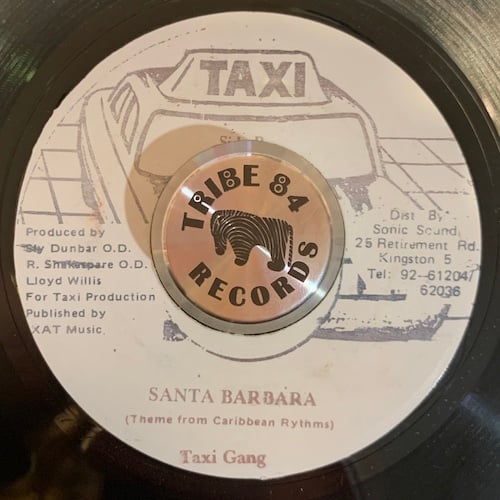 TAXI
TRIBE 84
RECORDS
Produced by
Sly Dunbar O.D.
R. Shakespare O.D.
Lloyd Willis
For Taxi Production
Published by
XAT Music
Dist By
Sonic Sound
25 Retirement Rd.
Kingston 5
Tel: 92-61204/
62036
SANTA BARBARA
(Theme from Caribbean Rythms)
Taxi Gang